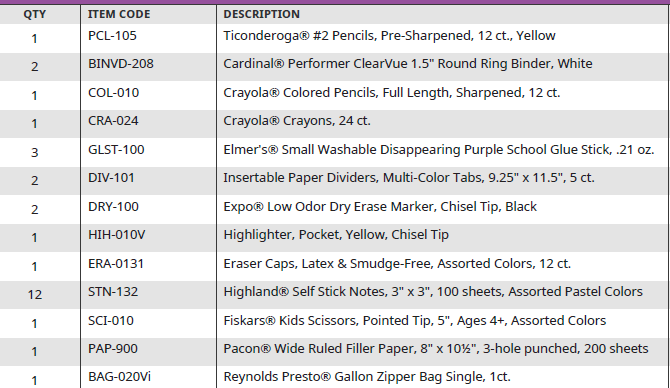 QTY ITEM CODE DESCRIPTION
1 PCL-105 Ticonderoga® #2 Pencils, Pre-Sharpened, 12 ct., Yellow
2 BINVD-208 Cardinal® Performer ClearVue 1.5" Round Ring Binder, White
1 COL-010 Crayola® Colored Pencils, Full Length, Sharpened, 12 ct.
1 CRA-024 Crayola® Crayons, 24 ct.
3 GLST-100 Elmer's® Small Washable Disappearing Purple School Glue Stick, .21 oz.
2 DIV-101 Insertable Paper Dividers, Multi-Color Tabs, 9.25" x 11.5", 5 ct.
2 DRY-100 Expo® Low Odor Dry Erase Marker, Chisel Tip, Black
1 HIH-010V Highlighter, Pocket, Yellow, Chisel Tip
1 ERA-0131 Eraser Caps, Latex & Smudge-Free, Assorted Colors, 12 ct.
12 STN-132 Highland® Self Stick Notes, 3" x 3", 100 sheets, Assorted Pastel Colors
1 SCI-010 Fiskars® Kids Scissors, Pointed Tip, 5", Ages 4+, Assorted Colors
1 PAP-900 Pacon® Wide Ruled Filler Paper, 8" x 10½", 3-hole punched, 200 sheets
1 BAG-020Vi Reynolds Presto® Gallon Zipper Bag Single, 1ct.